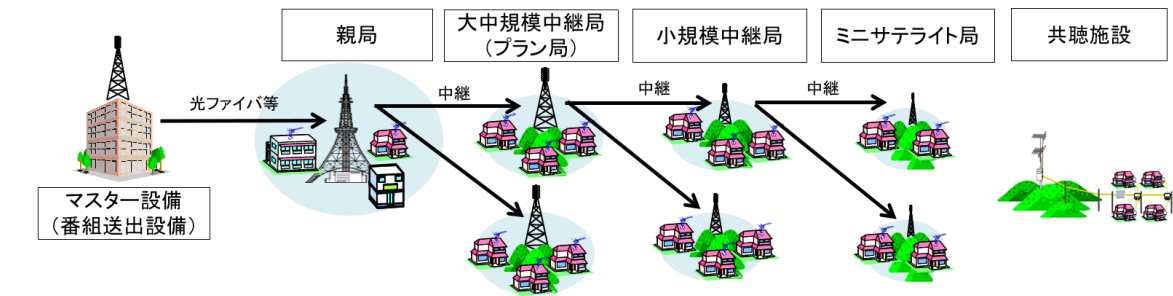 親局
大中規模中継局
（プラン局）
小規模中継局
ミニサテライト局
共聴施設
光ファイバ等
中継
中継
中継
マスター設備
（番組送出設備）